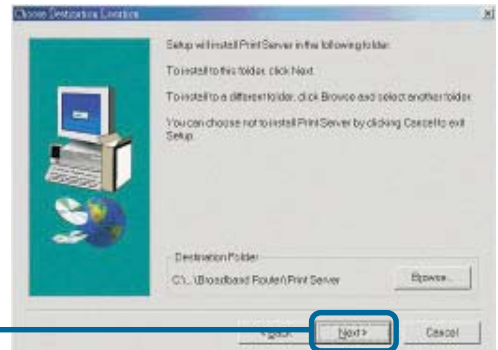 Choose Destination Location
Setup will install Print Server in the following folder.
To install to this folder, click Next.
To install to a different folder, click Browse and select another folder.
You can choose not to install Print Server by clicking Cancel to exit
Setup.
Destination Folder
C:\...\Broadband Router\Print Server
Browse...
< Back
Next >
Cancel